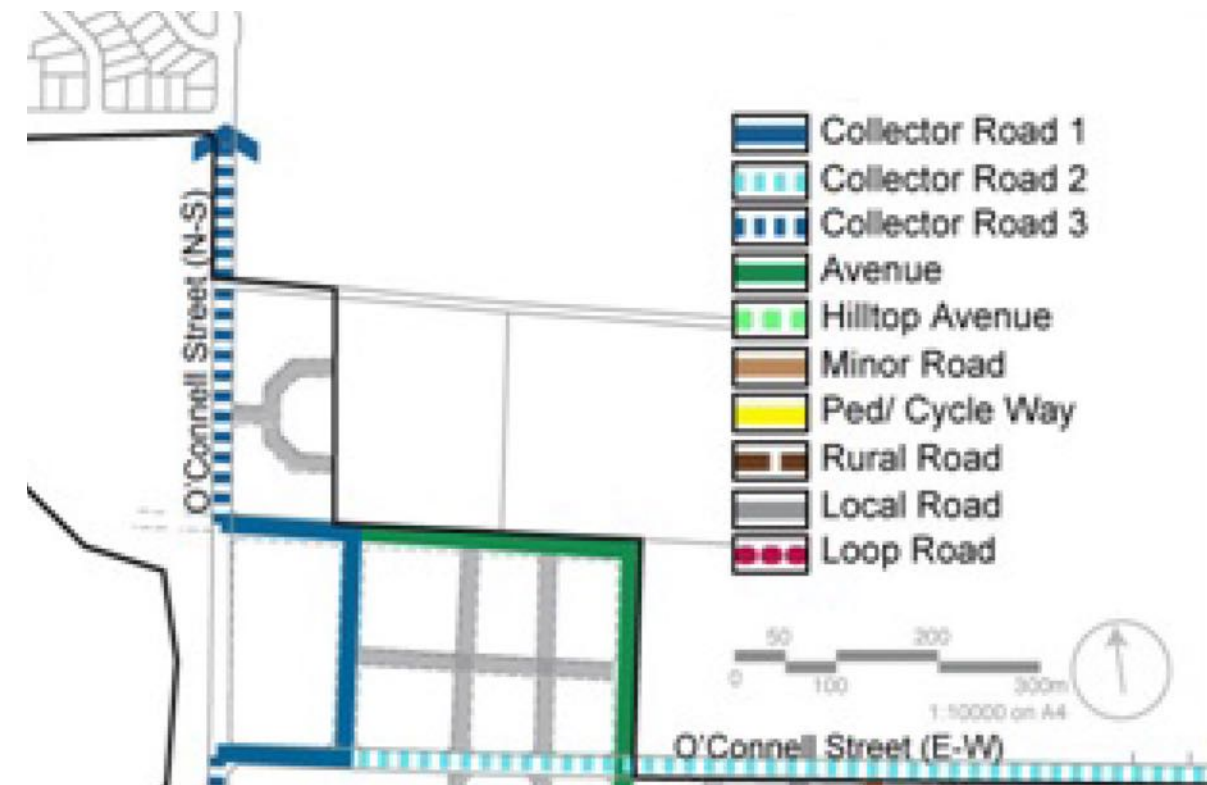 Collector Road 1
Collector Road 2
Collector Road 3
Avenue
Hilltop Avenue
Minor Road
Ped/ Cycle Way
Rural Road
Local Road
Loop Road
O'Connell Street (N-S)
50 200
0 100 300m
1:10000 on A4
O'Connell Street (E-W)